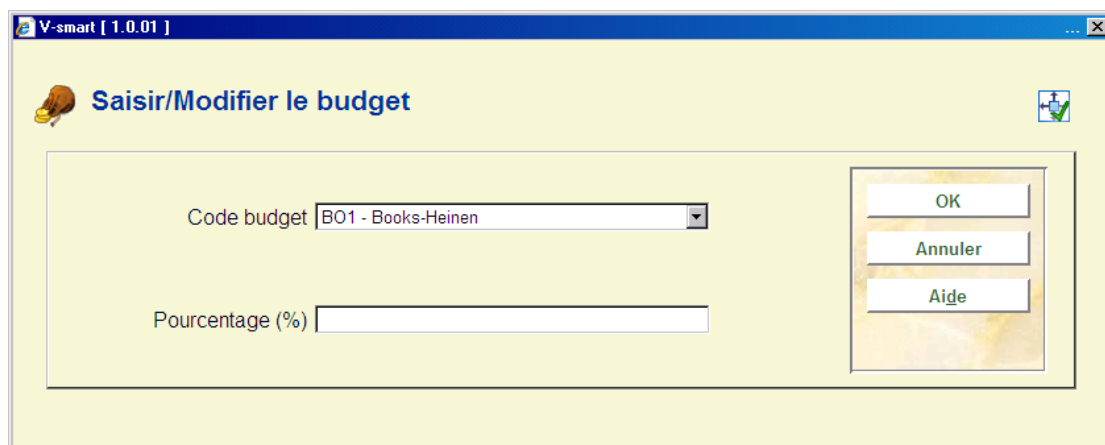 V-smart [ 1.0.01 ] ...
Saisir/Modifier le budget
Code budget BO1 - Books-Heinen
Pourcentage (%)
OK
Annuler
Aide